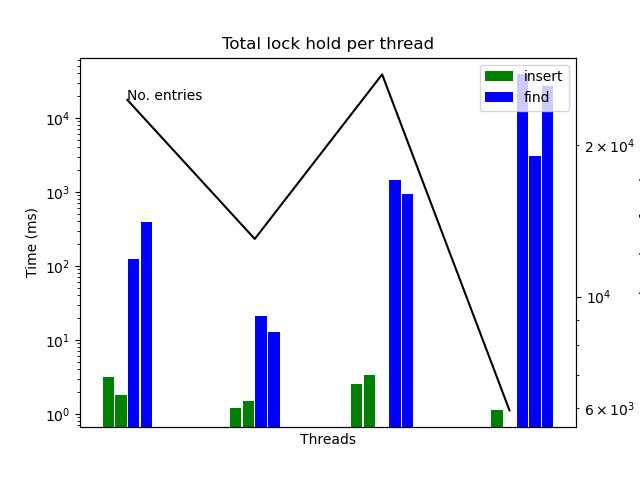 Total lock hold per thread
insert
find
No. entries
Time (ms)
10⁴
10³
10²
10¹
10⁰
2 × 10⁴
10⁴
6 × 10³
Threads